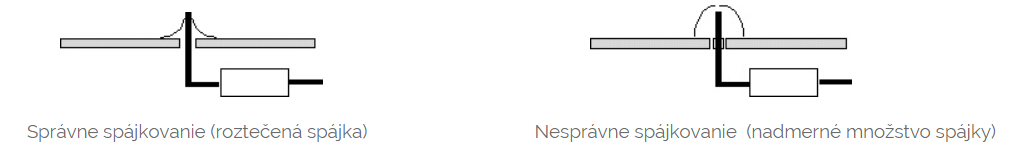 Správne spájkovanie (roztečená spájka)
Nesprávne spájkovanie (nadmerné množstvo spájky)